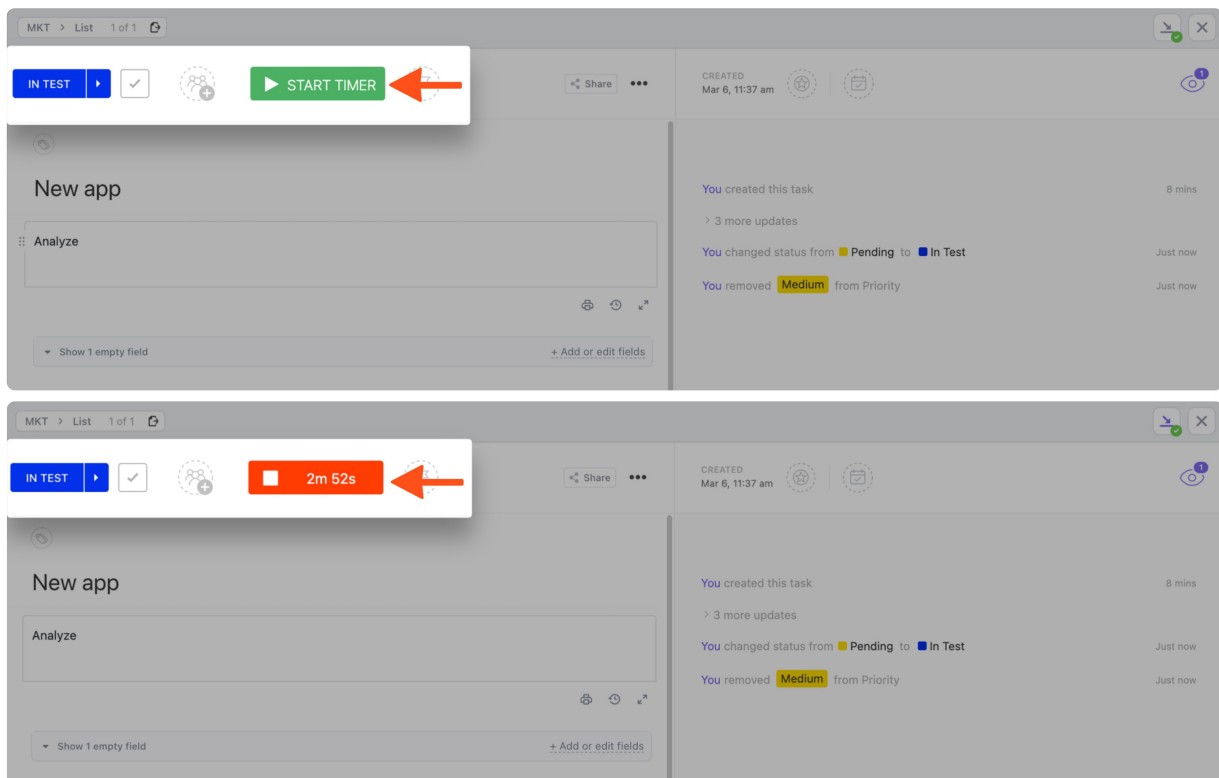 MKT > List 1 of 1
IN TEST
START TIMER
Share
CREATED
Mar 6, 11:37 am
1
New app
Analyze
Show 1 empty field
+ Add or edit fields
You created this task 8 mins
> 3 more updates
You changed status from Pending to In Test Just now
You removed Medium from Priority Just now
MKT > List 1 of 1
IN TEST
2m 52s
Share
CREATED
Mar 6, 11:37 am
1
New app
Analyze
Show 1 empty field
+ Add or edit fields
You created this task 8 mins
> 3 more updates
You changed status from Pending to In Test Just now
You removed Medium from Priority Just now